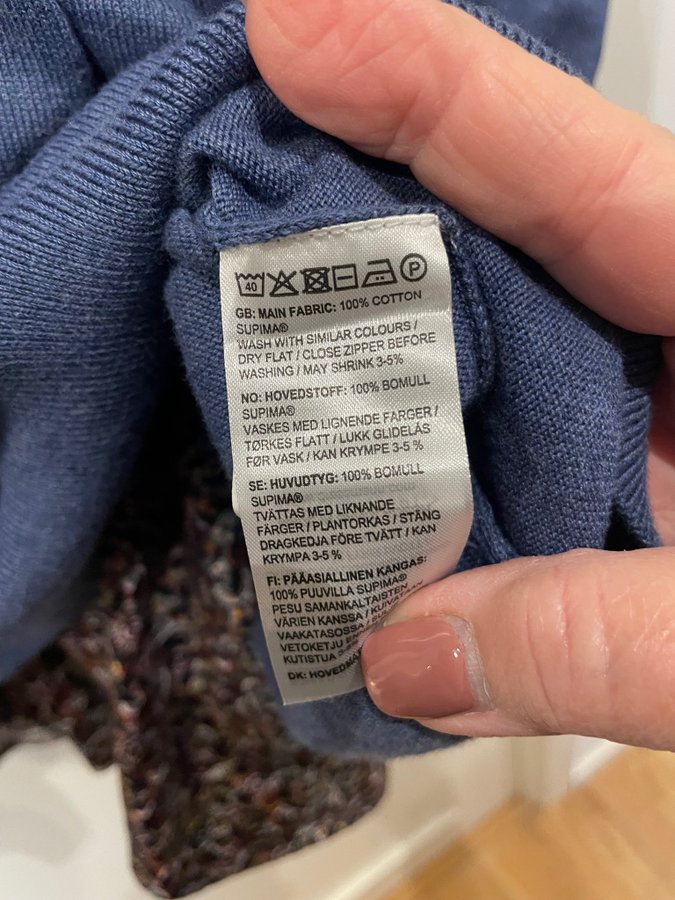 40 P
GB: MAIN FABRIC: 100% COTTON
SUPIMA®
WASH WITH SIMILAR COLOURS /
DRY FLAT / CLOSE ZIPPER BEFORE
WASHING / MAY SHRINK 3-5%
NO: HOVEDSTOFF: 100% BOMULL
SUPIMA®
VASKES MED LIGNENDE FARGER /
TØRKES FLATT / LUKK GLIDELÅS
FØR VASK / KAN KRYMPE 3-5 %
SE: HUVUDTYG: 100% BOMULL
SUPIMA®
TVÄTTAS MED LIKNANDE
FÄRGER / PLANTORKAS / STÄNG
DRAGKEDJA FÖRE TVÄTT / KAN
KRYMPA 3-5 %
FI: PÄÄASIALLINEN KANGAS:
100% PUUVILLA SUPIMA®
PESU SAMANKALTAISTEN
VÄRIEN KANSSA / KUIVATAAN
VAAKATASOSSA /
VETOKETJU
KUTISTUA
DK: